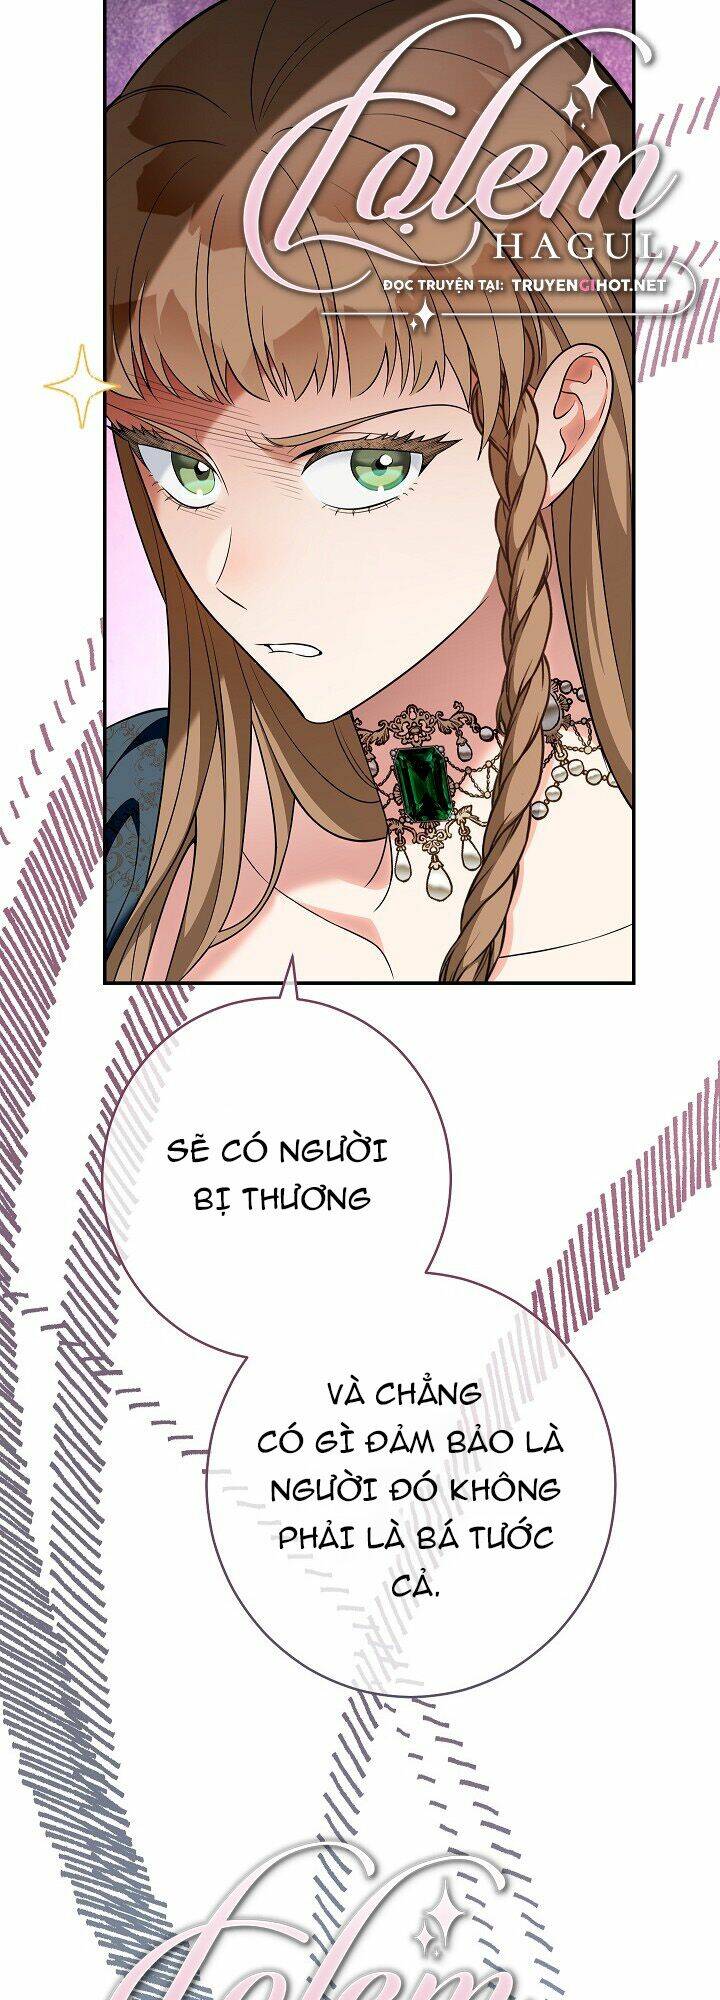 Lọlem
HAGUL
ĐỌC TRUYỆN TẠI: TRUYENGIHOT.NET
SẼ CÓ NGƯỜI
BỊ THƯƠNG
VÀ CHẲNG
CÓ GÌ ĐẢM BẢO LÀ
NGƯỜI ĐÓ KHÔNG
PHẢI LÀ BÁ TƯỚC
CẢ.
Lolem